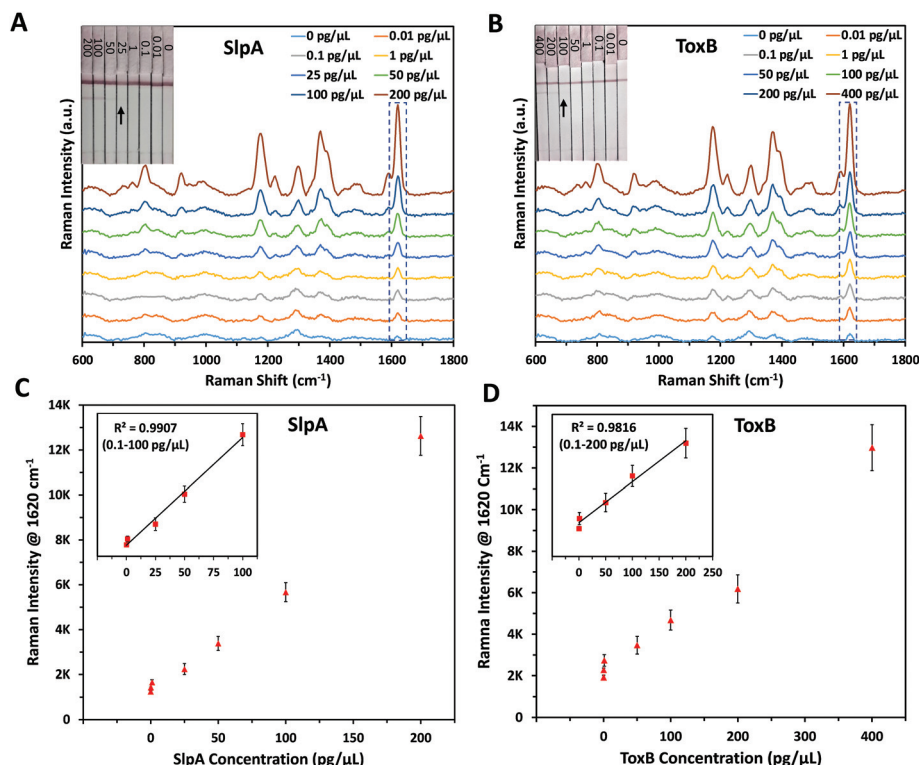 A
SlpA
200
100
50
25
1
0.1
0.01
0
0 pg/µL
0.01 pg/µL
0.1 pg/µL
1 pg/µL
25 pg/µL
50 pg/µL
100 pg/µL
200 pg/µL
Raman Intensity (a.u.)
600 800 1000 1200 1400 1600 1800
Raman Shift (cm-1)
B
ToxB
400
200
100
50
1
0.1
0.01
0
0 pg/µL
0.01 pg/µL
0.1 pg/µL
1 pg/µL
50 pg/µL
100 pg/µL
200 pg/µL
400 pg/µL
Raman Intensity (a.u.)
600 800 1000 1200 1400 1600 1800
Raman Shift (cm-1)
C
SlpA
R² = 0.9907
(0.1-100 pg/µL)
0 25 50 75 100
14K
12K
10K
8K
6K
4K
2K
0
Raman Intensity @ 1620 Cm-1
0 50 100 150 200
SlpA Concentration (pg/µL)
D
ToxB
R² = 0.9816
(0.1-200 pg/µL)
0 50 100 150 200 250
14K
12K
10K
8K
6K
4K
2K
0
Ramna Intensity @ 1620 Cm-1
0 100 200 300 400
ToxB Concentration (pg/µL)